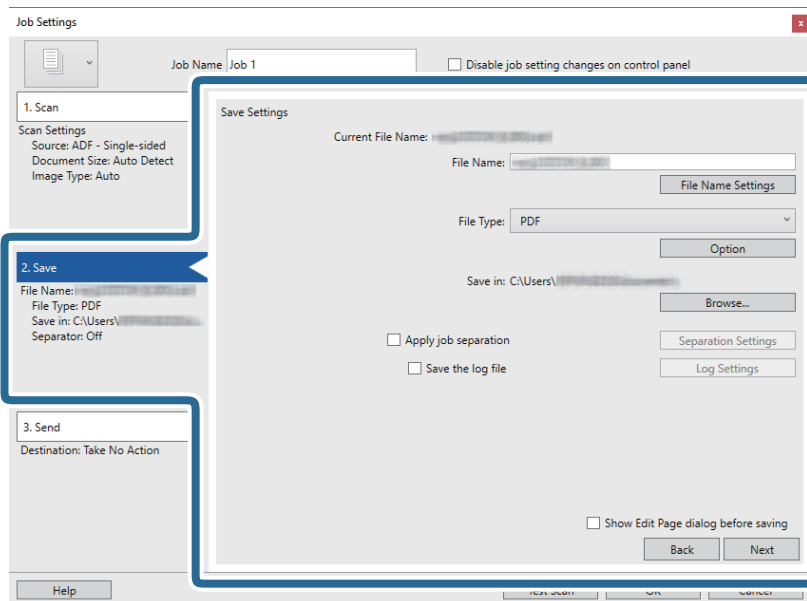 Job Settings
Job Name Job 1
Disable job setting changes on control panel
1. Scan
Scan Settings
Source: ADF - Single-sided
Document Size: Auto Detect
Image Type: Auto
2. Save
File Name:
File Type: PDF
Save in: C:\Users\
Separator: Off
3. Send
Destination: Take No Action
Save Settings
Current File Name:
File Name:
File Name Settings
File Type: PDF
Option
Save in: C:\Users\
Browse...
Apply job separation
Separation Settings
Save the log file
Log Settings
Show Edit Page dialog before saving
Back Next
Help Test Scan OK Cancel